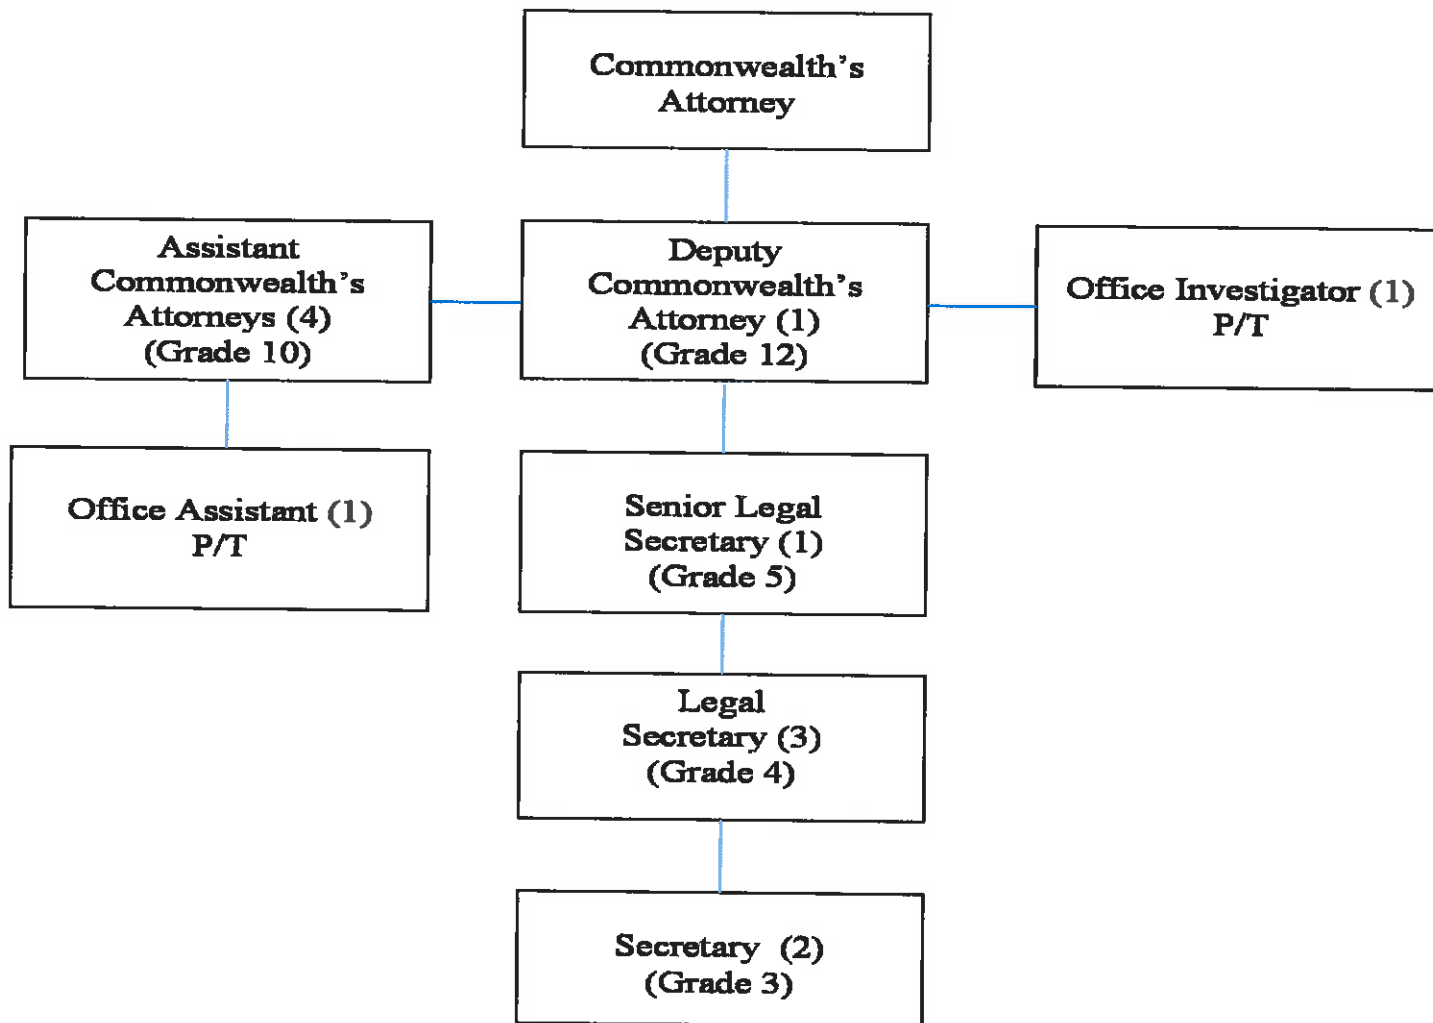 Commonwealth's
Attorney
Assistant
Commonwealth's
Attorneys (4)
(Grade 10)
Deputy
Commonwealth's
Attorney (1)
(Grade 12)
Office Investigator (1)
P/T
Office Assistant (1)
P/T
Senior Legal
Secretary (1)
(Grade 5)
Legal
Secretary (3)
(Grade 4)
Secretary (2)
(Grade 3)